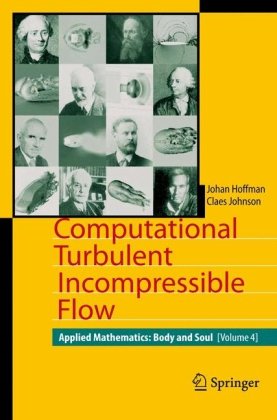 Johan Hoffman
Claes Johnson
Computational
Turbulent
Incompressible
Flow
Applied Mathematics: Body and Soul [Volume 4]
Springer